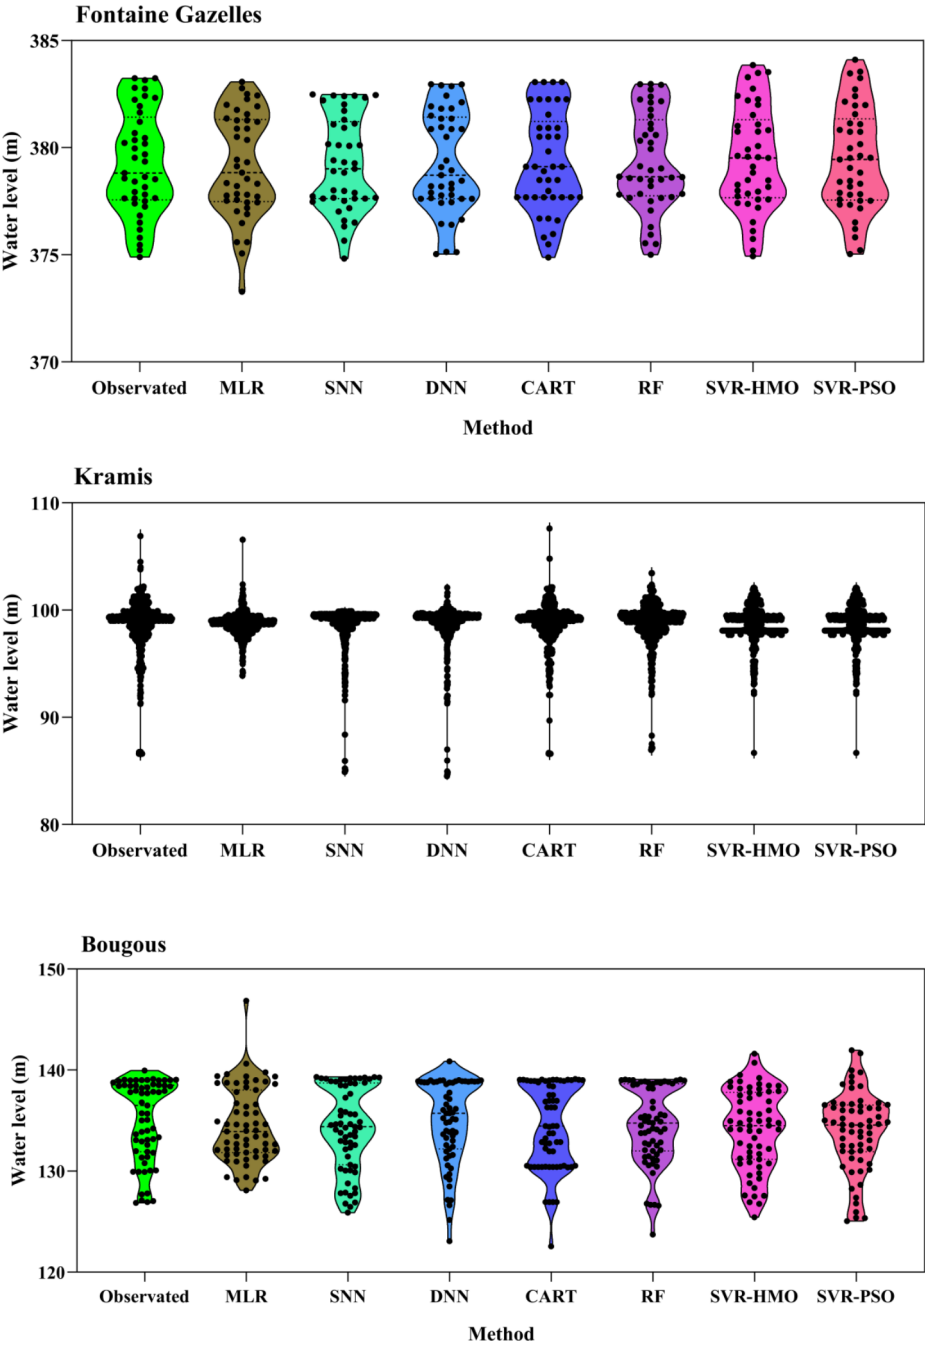 Fontaine Gazelles
Water level (m)
385
380
375
370
Observated MLR SNN DNN CART RF SVR-HMO SVR-PSO
Method
Kramis
Water level (m)
110
100
90
80
Observated MLR SNN DNN CART RF SVR-HMO SVR-PSO
Bougous
Water level (m)
150
140
130
120
Observated MLR SNN DNN CART RF SVR-HMO SVR-PSO
Method